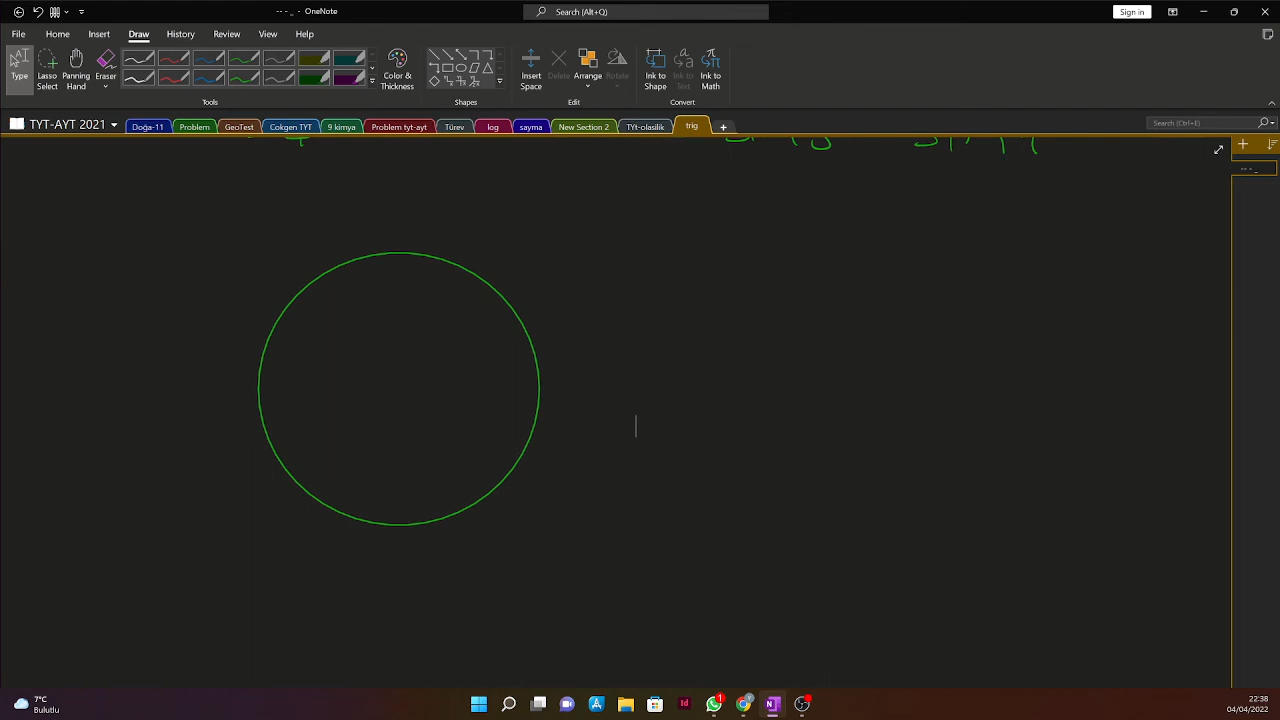 -- - _ - OneNote
Search (Alt+Q)
Sign in
File Home Insert Draw History Review View Help
Type
Lasso Select
Panning Hand
Eraser
Color & Thickness
Insert Space
Delete
Arrange
Rotate
Ink to Shape
Ink to Text
Ink to Math
Tools
Shapes
Edit
Convert
TYT-AYT 2021
Doğa-11
Problem
GeoTest
Cokgen TYT
9 kimya
Problem tyt-ayt
Türev
log
sayma
New Section 2
TYt-olasilik
trig
Search (Ctrl+E)
-- - _
7°C
Bulutlu
1
22:38
04/04/2022